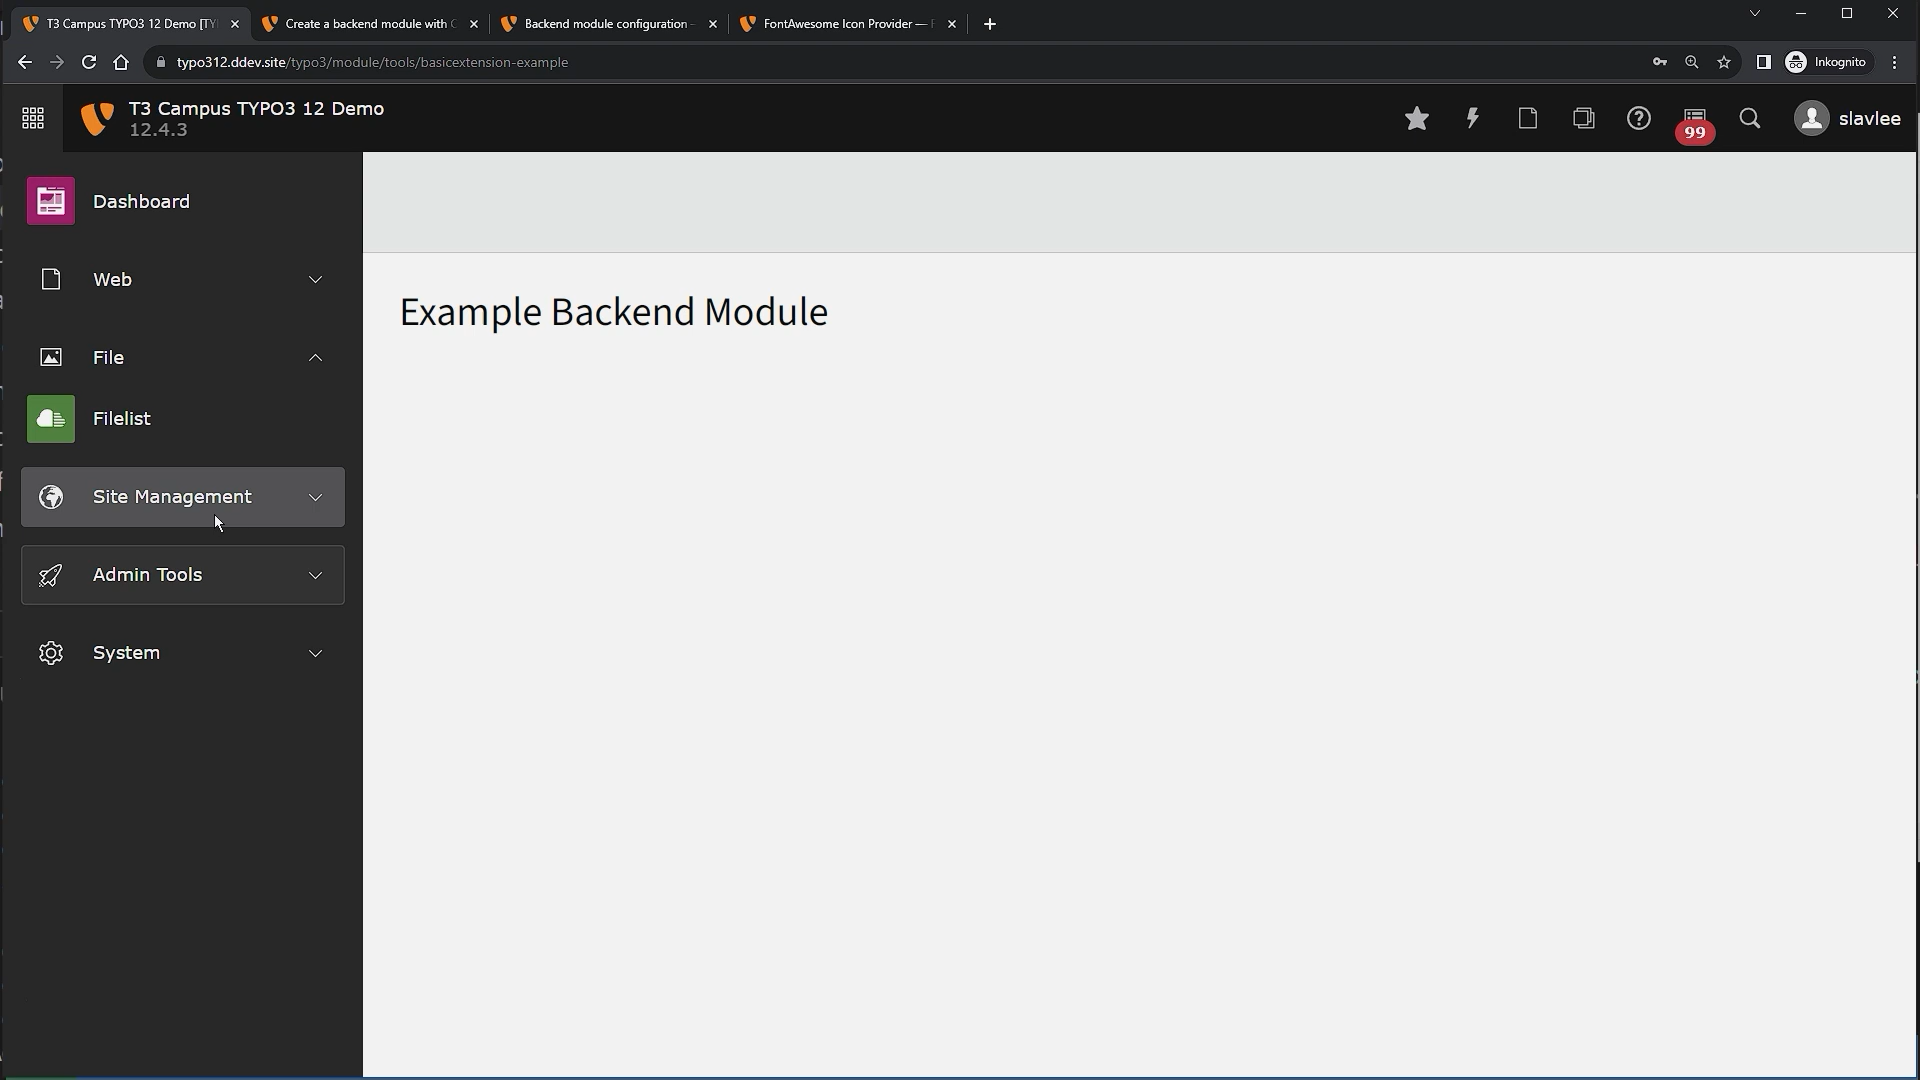 T3 Campus TYPO3 12 Demo [TY
Create a backend module with
Backend module configuration -
FontAwesome Icon Provider —
typo312.ddev.site/typo3/module/tools/basicextension-example
Inkognito
T3 Campus TYPO3 12 Demo
12.4.3
99
slavlee
Dashboard
Web
File
Filelist
Site Management
Admin Tools
System
Example Backend Module